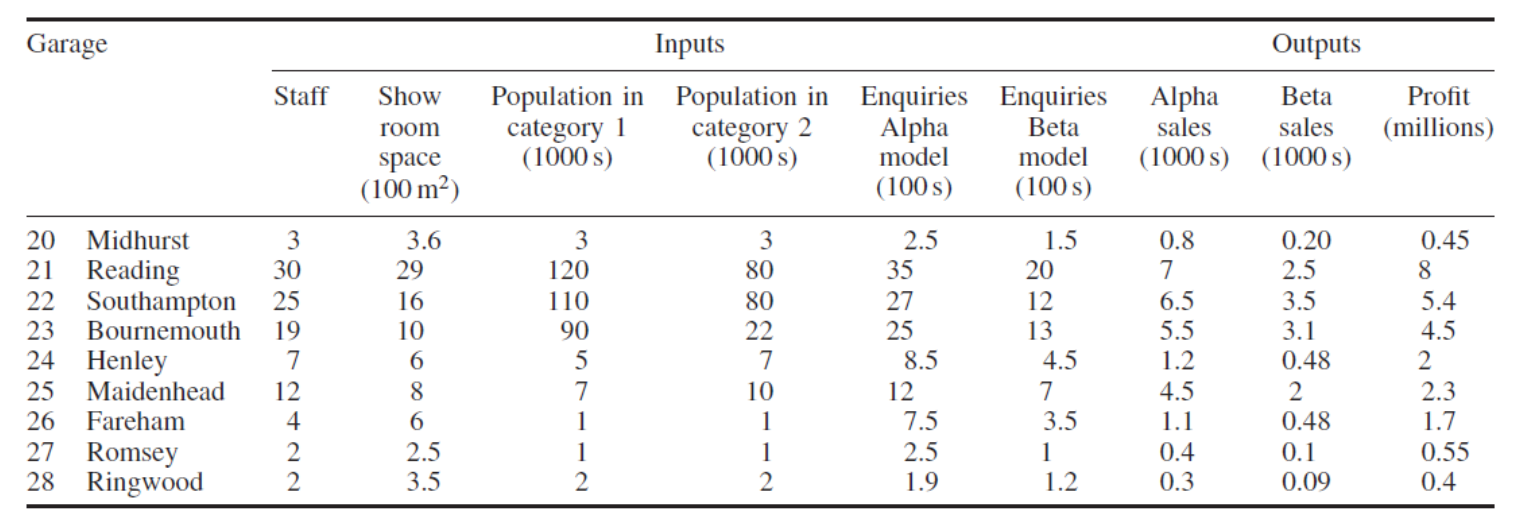 Garage Inputs Outputs
Staff Show Population in Population in Enquiries Enquiries Alpha Beta Profit
room category 1 category 2 Alpha Beta sales sales (millions)
space (1000 s) (1000 s) model model (1000 s) (1000 s)
(100 m²) (100 s) (100 s)
20 Midhurst 3 3.6 3 3 2.5 1.5 0.8 0.20 0.45
21 Reading 30 29 120 80 35 20 7 2.5 8
22 Southampton 25 16 110 80 27 12 6.5 3.5 5.4
23 Bournemouth 19 10 90 22 25 13 5.5 3.1 4.5
24 Henley 7 6 5 7 8.5 4.5 1.2 0.48 2
25 Maidenhead 12 8 7 10 12 7 4.5 2 2.3
26 Fareham 4 6 1 1 7.5 3.5 1.1 0.48 1.7
27 Romsey 2 2.5 1 1 2.5 1 0.4 0.1 0.55
28 Ringwood 2 3.5 2 2 1.9 1.2 0.3 0.09 0.4